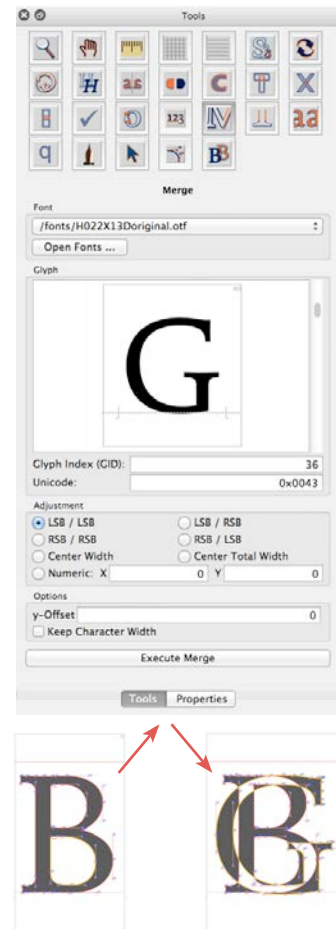 Tools
123
Merge
Font
/fonts/H022X13Doriginal.otf
Open Fonts ...
Glyph
G
Glyph Index (GID): 36
Unicode: 0x0043
Adjustment
LSB / LSB LSB / RSB
RSB / RSB RSB / LSB
Center Width Center Total Width
Numeric: X 0 Y 0
Options
y-Offset 0
Keep Character Width
Execute Merge
Tools Properties
B BG